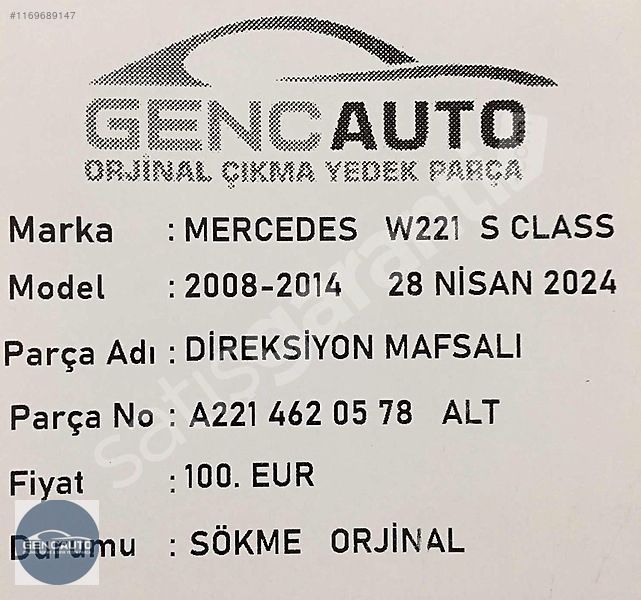 #1169689147
GENCAUTO
ORJİNAL ÇIKMA YEDEK PARÇA
Marka : MERCEDES W221 S CLASS
Model : 2008-2014 28 NİSAN 2024
Parça Adı : DİREKSİYON MAFSALI
Parça No : A221 462 05 78 ALT
Fiyat : 100. EUR
Durumu : SÖKME ORJİNAL
GENCAUTO
satışgaranti